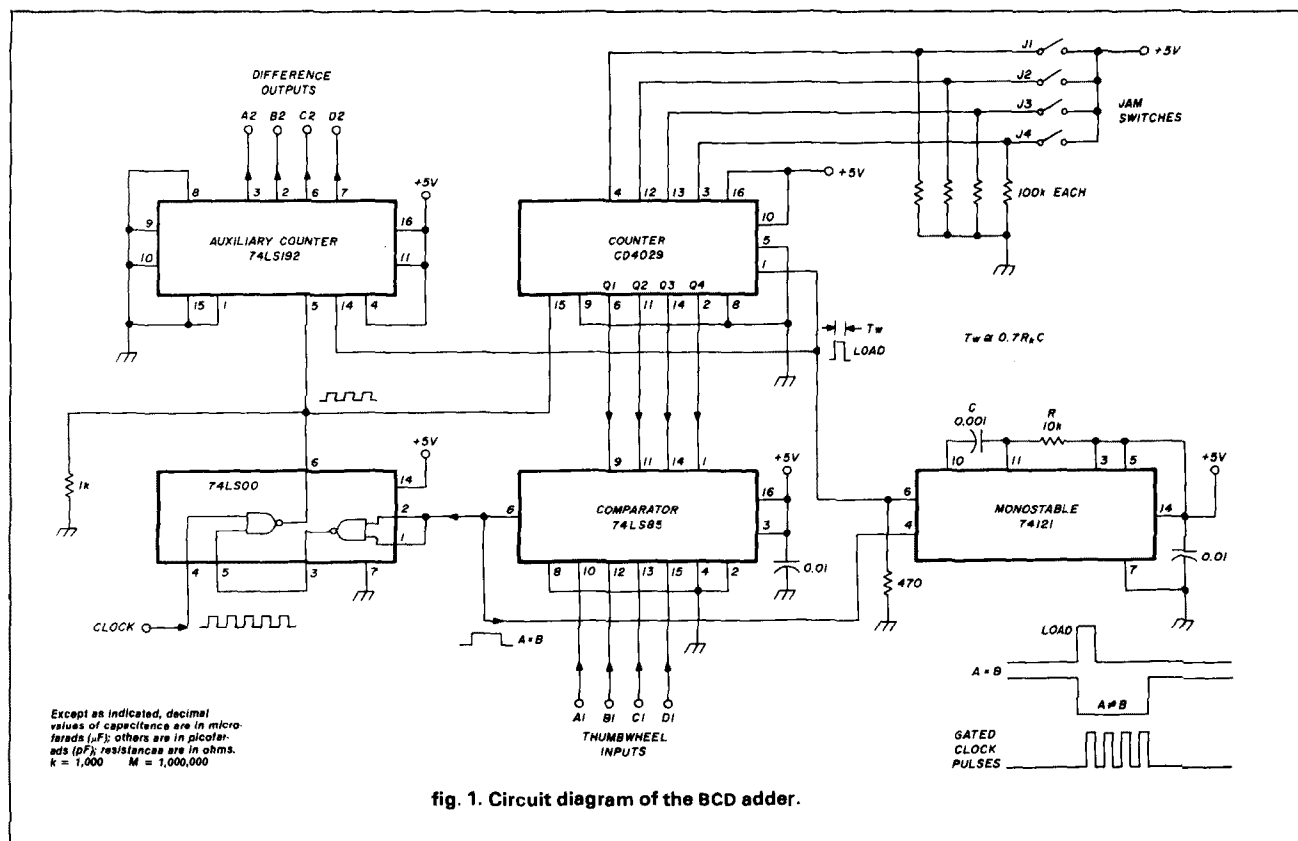 DIFFERENCE
OUTPUTS
A2 B2 C2 D2
8 3 2 6 7
+5V
9
10
AUXILIARY COUNTER
74LS192
16
11
15 1 5 14 4
J1
J2
J3
J4
+5V
JAM
SWITCHES
100k EACH
4 12 13 3 16
+5V
COUNTER
CD4029
10
5
1
Q1 Q2 Q3 Q4
15 9 6 11 14 2 8
Tw
LOAD
Tw ≅ 0.7RkC
1k
6
+5V
74LS00
14
2
1
4 5 3 7
CLOCK
9 11 14 1
+5V
COMPARATOR
74LS85
6
16
3
0.01
8 10 12 13 15 4 2
A = B
A1 B1 C1 D1
THUMBWHEEL
INPUTS
C
0.001
R
10k
10 11 3 5
+5V
6
4
MONOSTABLE
74121
14
7
0.01
470
LOAD
A = B
A≠B
GATED
CLOCK
PULSES
Except as indicated, decimal
values of capacitance are in micro-
farads (µF); others are in picofar-
ads (pF); resistances are in ohms.
k = 1,000 M = 1,000,000
fig. 1. Circuit diagram of the BCD adder.